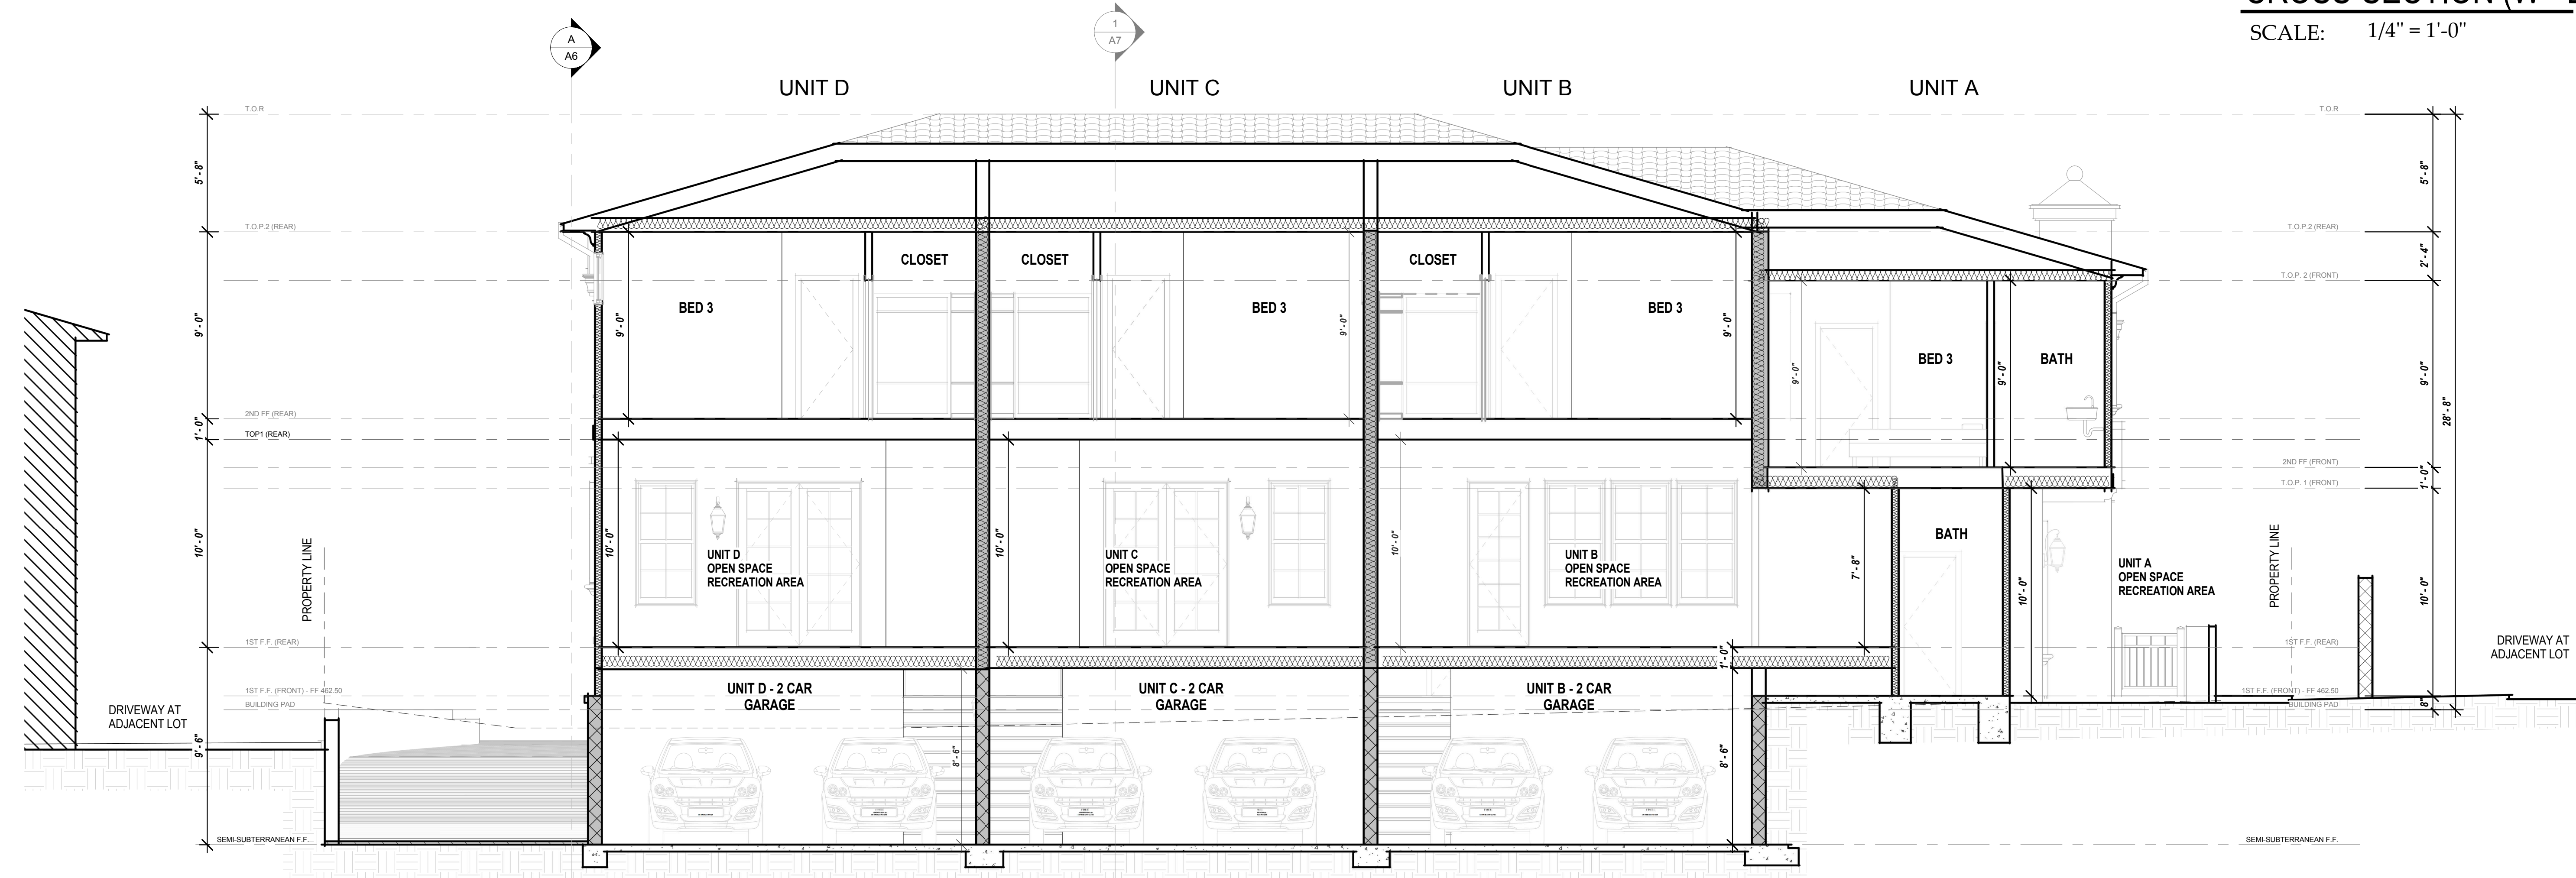 SCALE: 1/4" = 1'-0"
A
A6
1
A7
UNIT D
UNIT C
UNIT B
UNIT A
T.O.R
T.O.R
5' - 8"
5' - 8"
T.O.P.2 (REAR)
T.O.P.2 (REAR)
2' - 4"
T.O.P. 2 (FRONT)
CLOSET
CLOSET
CLOSET
BED 3
BED 3
BED 3
9' - 0"
9' - 0"
9' - 0"
9' - 0"
BED 3
BATH
9' - 0"
9' - 0"
9' - 0"
28' - 8"
2ND FF (REAR)
1' - 0"
TOP1 (REAR)
2ND FF (FRONT)
1' - 0"
T.O.P. 1 (FRONT)
10' - 0"
PROPERTY LINE
10' - 0"
UNIT D
OPEN SPACE
RECREATION AREA
10' - 0"
UNIT C
OPEN SPACE
RECREATION AREA
10' - 0"
UNIT B
OPEN SPACE
RECREATION AREA
7' - 8"
BATH
10' - 0"
UNIT A
OPEN SPACE
RECREATION AREA
PROPERTY LINE
10' - 0"
1ST F.F. (REAR)
1ST F.F. (REAR)
DRIVEWAY AT
ADJACENT LOT
1' - 0"
UNIT D - 2 CAR
GARAGE
UNIT C - 2 CAR
GARAGE
UNIT B - 2 CAR
GARAGE
1ST F.F. (FRONT) - FF 462.50
1ST F.F. (FRONT) - FF 462.50
BUILDING PAD
BUILDING PAD
8"
DRIVEWAY AT
ADJACENT LOT
9' - 6"
8' - 6"
8' - 6"
SEMI-SUBTERRANEAN F.F.
SEMI-SUBTERRANEAN F.F.